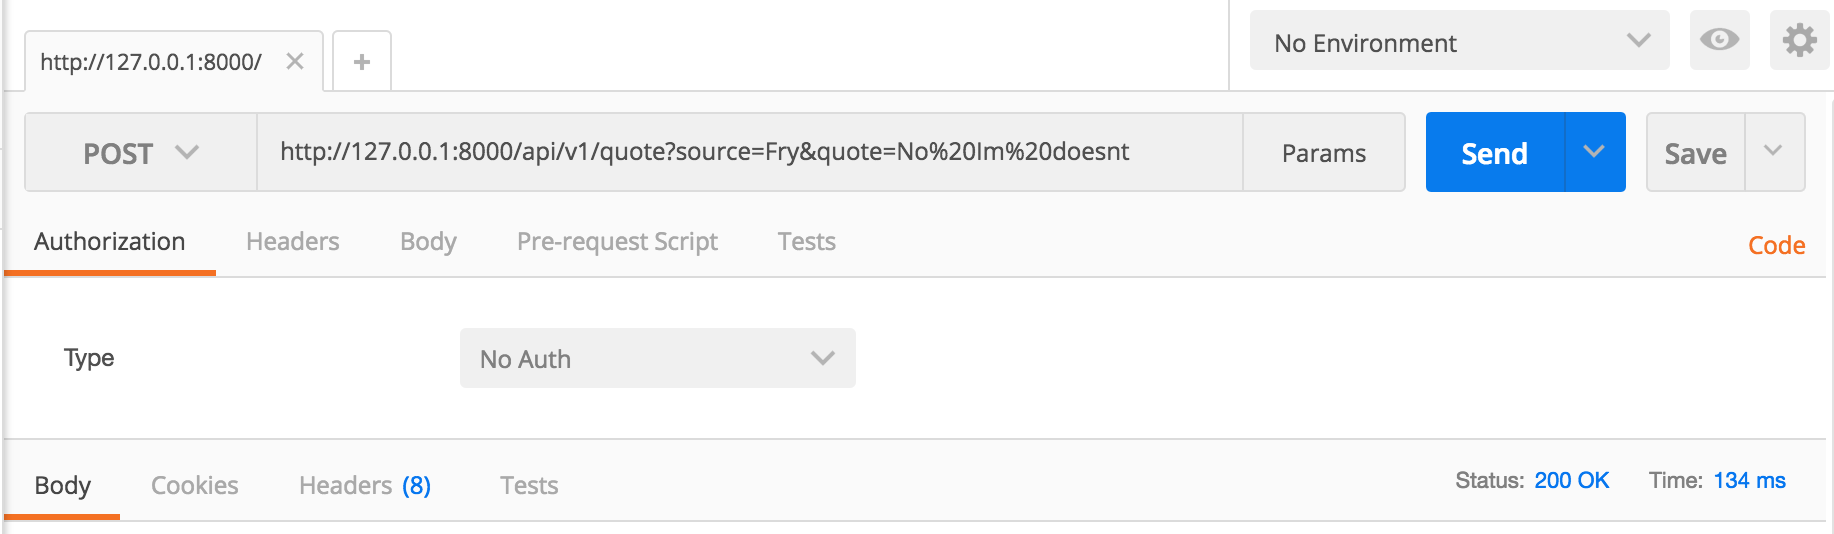 http://127.0.0.1:8000/
No Environment
POST http://127.0.0.1:8000/api/v1/quote?source=Fry&quote=No%20Im%20doesnt Params Send Save
Authorization Headers Body Pre-request Script Tests Code
Type No Auth
Body Cookies Headers (8) Tests Status: 200 OK Time: 134 ms